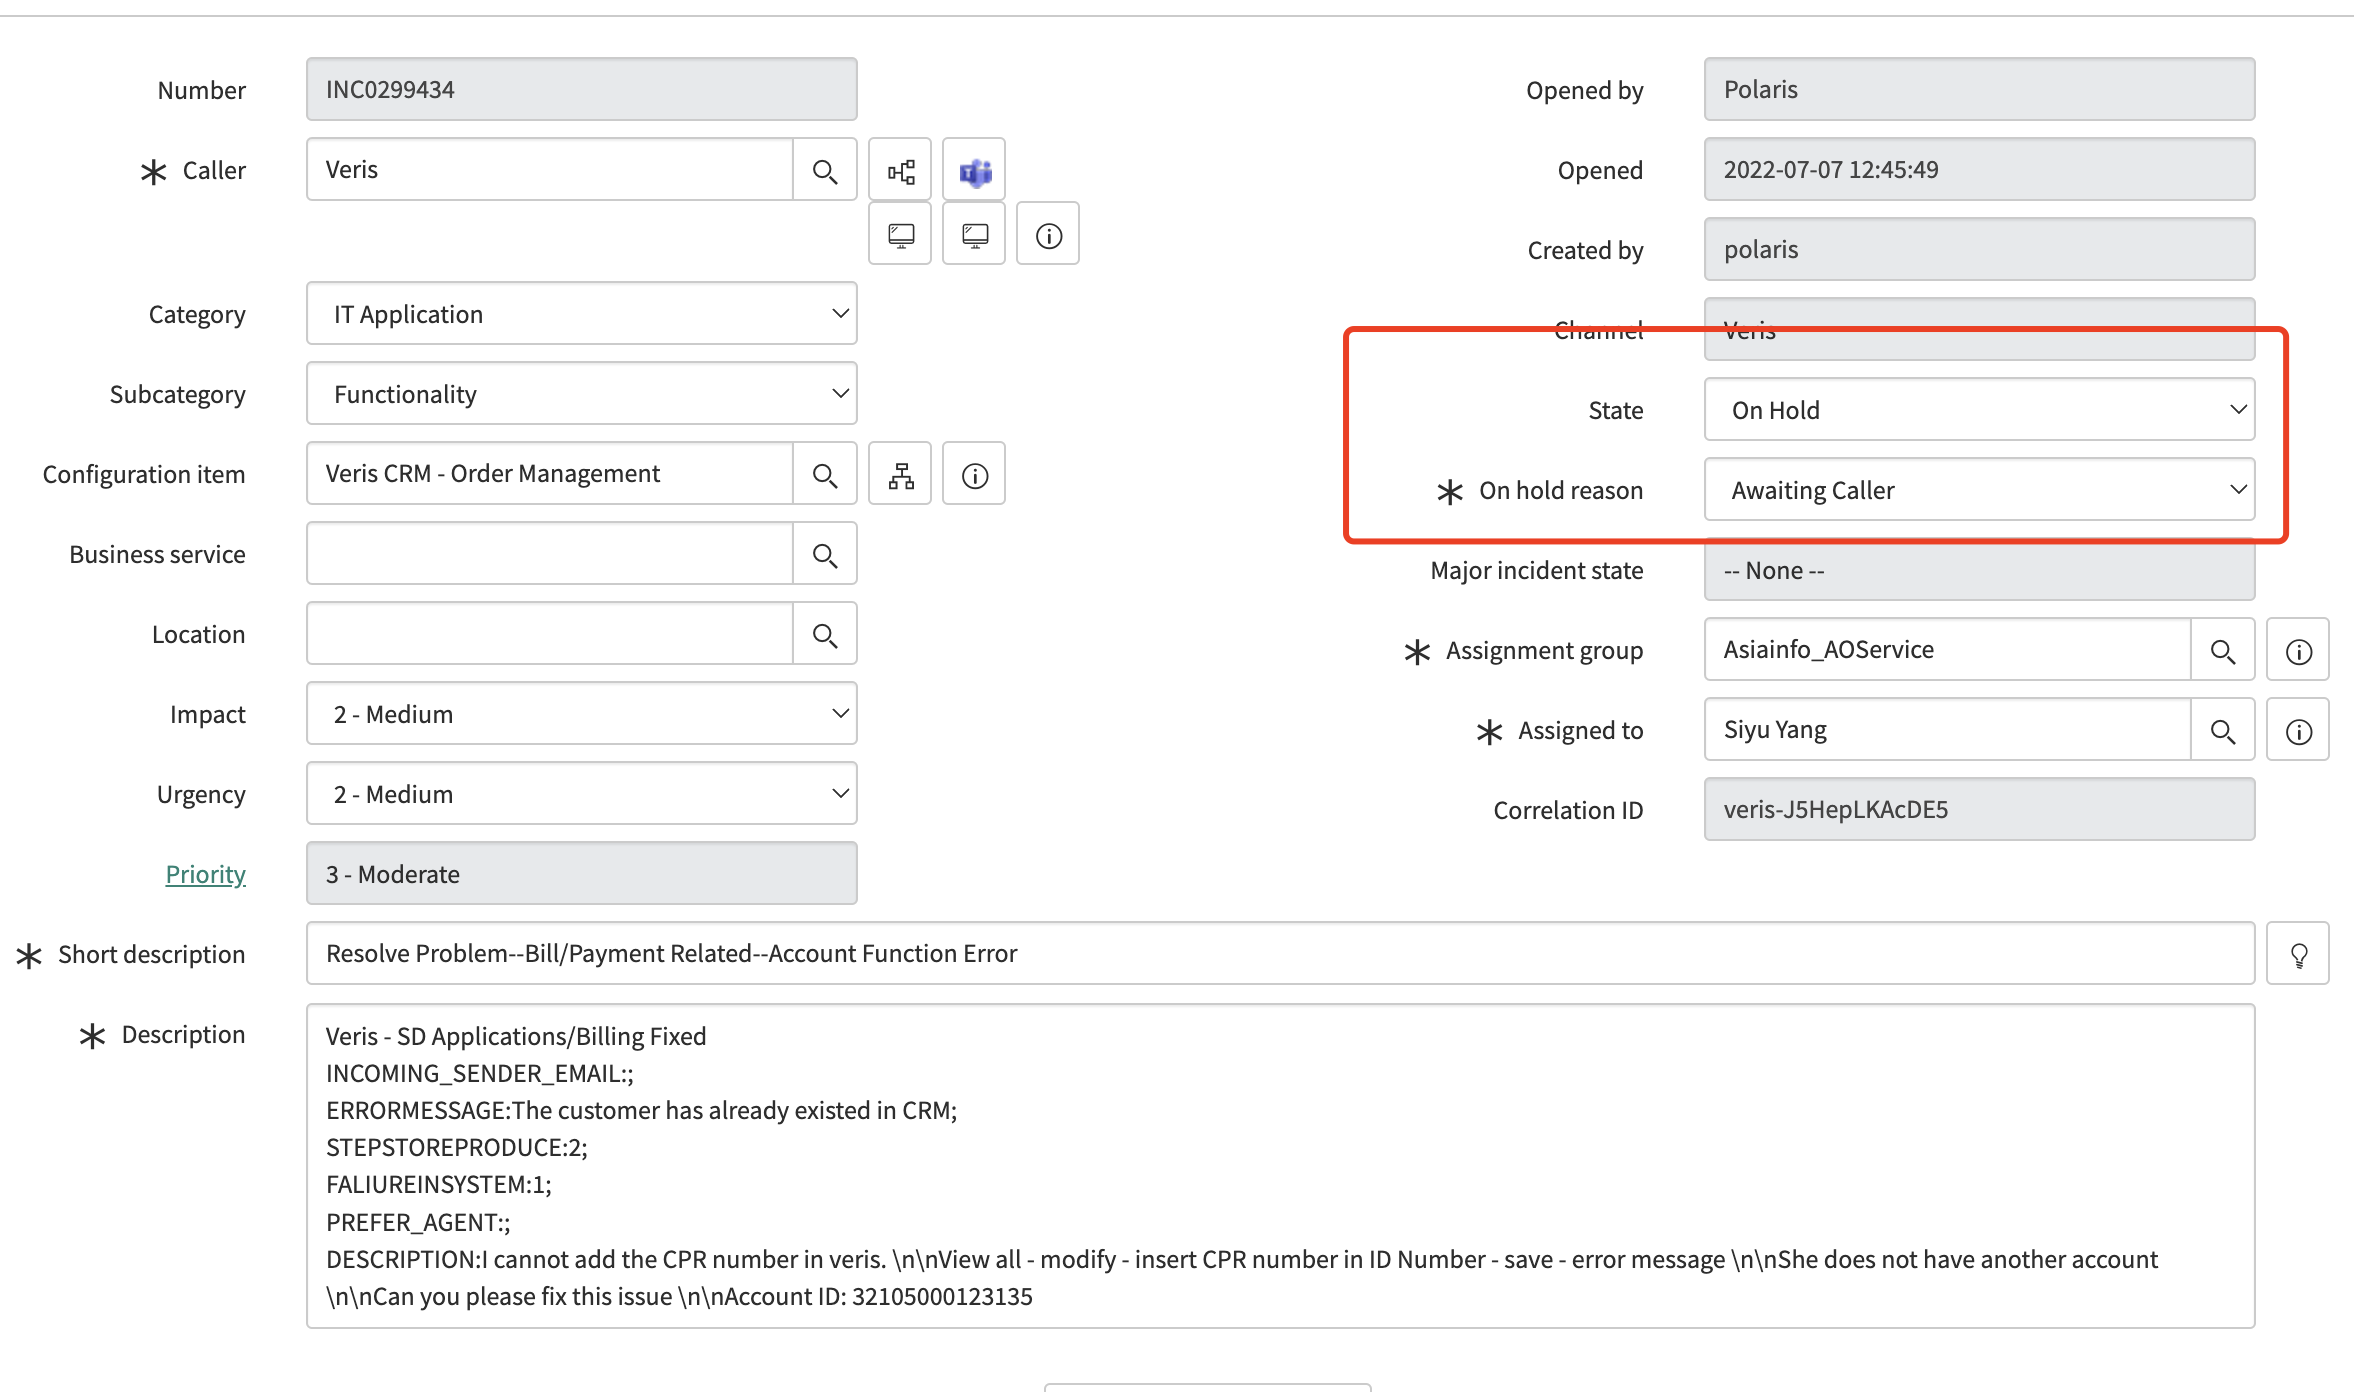 Number INC0299434
Caller Veris
Category IT Application
Subcategory Functionality
Configuration item Veris CRM - Order Management
Business service
Location
Impact 2 - Medium
Urgency 2 - Medium
Priority 3 - Moderate
Opened by Polaris
Opened 2022-07-07 12:45:49
Created by polaris
Channel Veris
State On Hold
On hold reason Awaiting Caller
Major incident state -- None --
Assignment group Asiainfo_AOService
Assigned to Siyu Yang
Correlation ID veris-J5HepLKAcDE5
Short description Resolve Problem--Bill/Payment Related--Account Function Error
Description Veris - SD Applications/Billing Fixed
INCOMING_SENDER_EMAIL:;
ERRORMESSAGE:The customer has already existed in CRM;
STEPSTOREPRODUCE:2;
FALIUREINSYSTEM:1;
PREFER_AGENT:;
DESCRIPTION:I cannot add the CPR number in veris. \n\nView all - modify - insert CPR number in ID Number - save - error message \n\nShe does not have another account
\n\nCan you please fix this issue \n\nAccount ID: 32105000123135